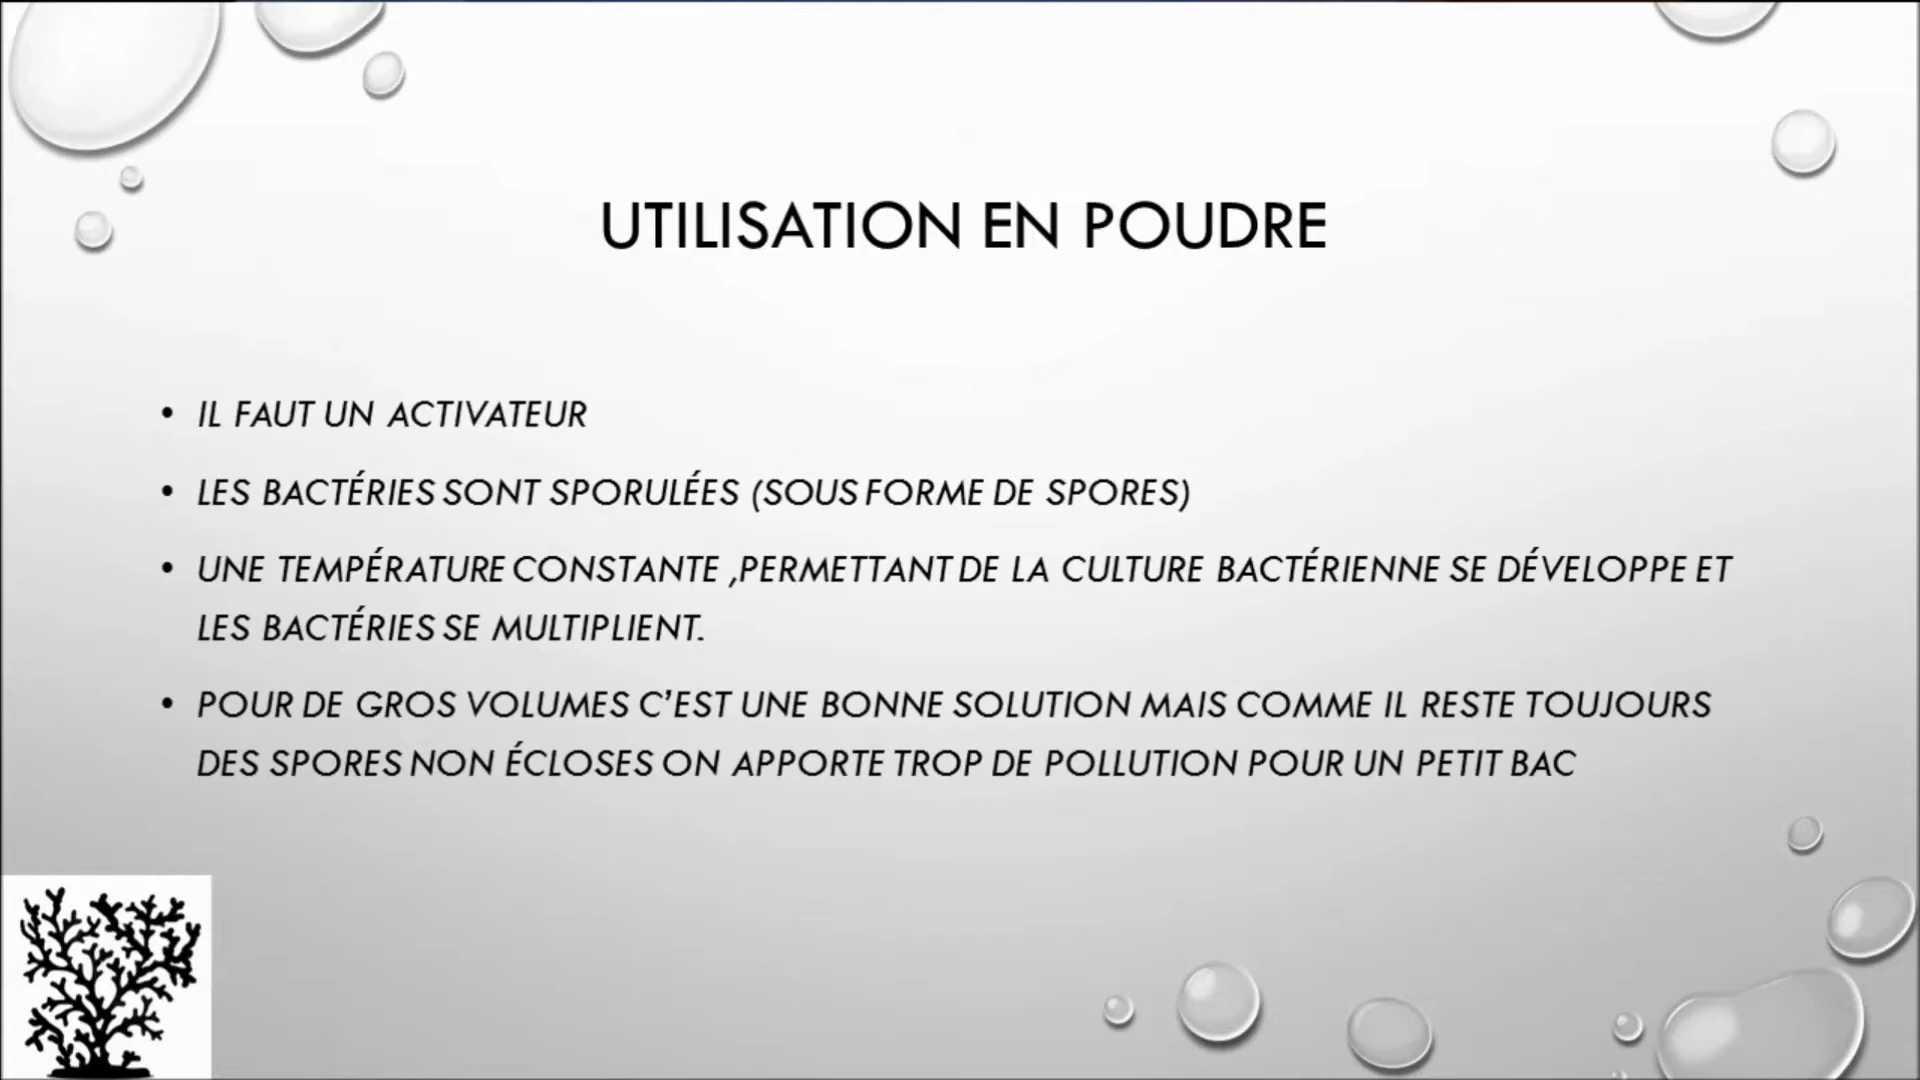 UTILISATION EN POUDRE
• IL FAUT UN ACTIVATEUR
• LES BACTÉRIES SONT SPORULÉES (SOUS FORME DE SPORES)
• UNE TEMPÉRATURE CONSTANTE ,PERMETTANT DE LA CULTURE BACTÉRIENNE SE DÉVELOPPE ET
LES BACTÉRIES SE MULTIPLIENT.
• POUR DE GROS VOLUMES C'EST UNE BONNE SOLUTION MAIS COMME IL RESTE TOUJOURS
DES SPORES NON ÉCLOSES ON APPORTE TROP DE POLLUTION POUR UN PETIT BAC